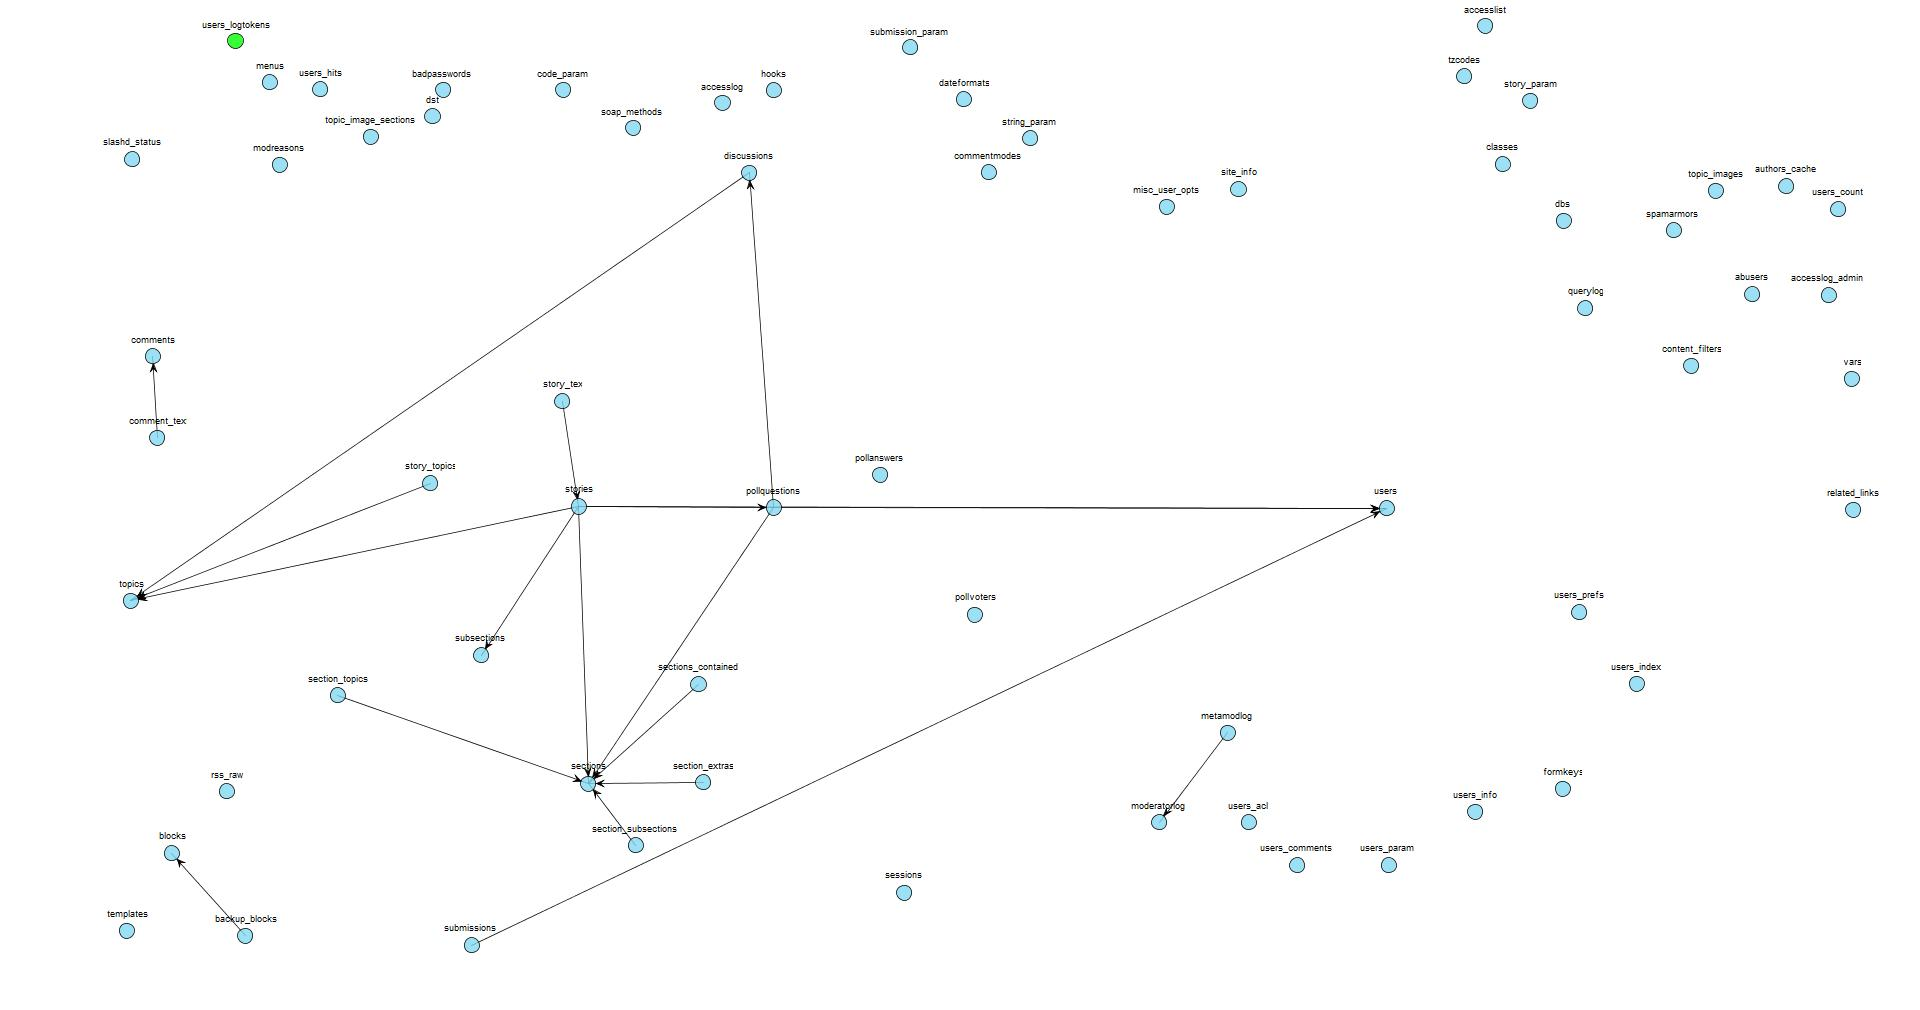 accesslist
users_logtokens
submission_param
tzcodes
menus
users_hits
badpasswords
code_param
hooks
accesslog
dateformats
story_param
dst
topic_image_sections
soap_methods
string_param
slashd_status
modreasons
discussions
commentmodes
classes
misc_user_opts
site_info
topic_images
authors_cache
users_count
dbs
spamarmors
abusers
accesslog_admin
querylog
comments
content_filters
vars
story_tex
comment_tex
story_topics
pollanswers
stories
pollquestions
users
related_links
topics
pollvoters
users_prefs
subsections
sections_contained
users_index
section_topics
metamodlog
sections
section_extras
rss_raw
formkeys
users_info
moderatorlog
users_acl
blocks
section_subsections
users_comments
users_param
sessions
templates
backup_blocks
submissions